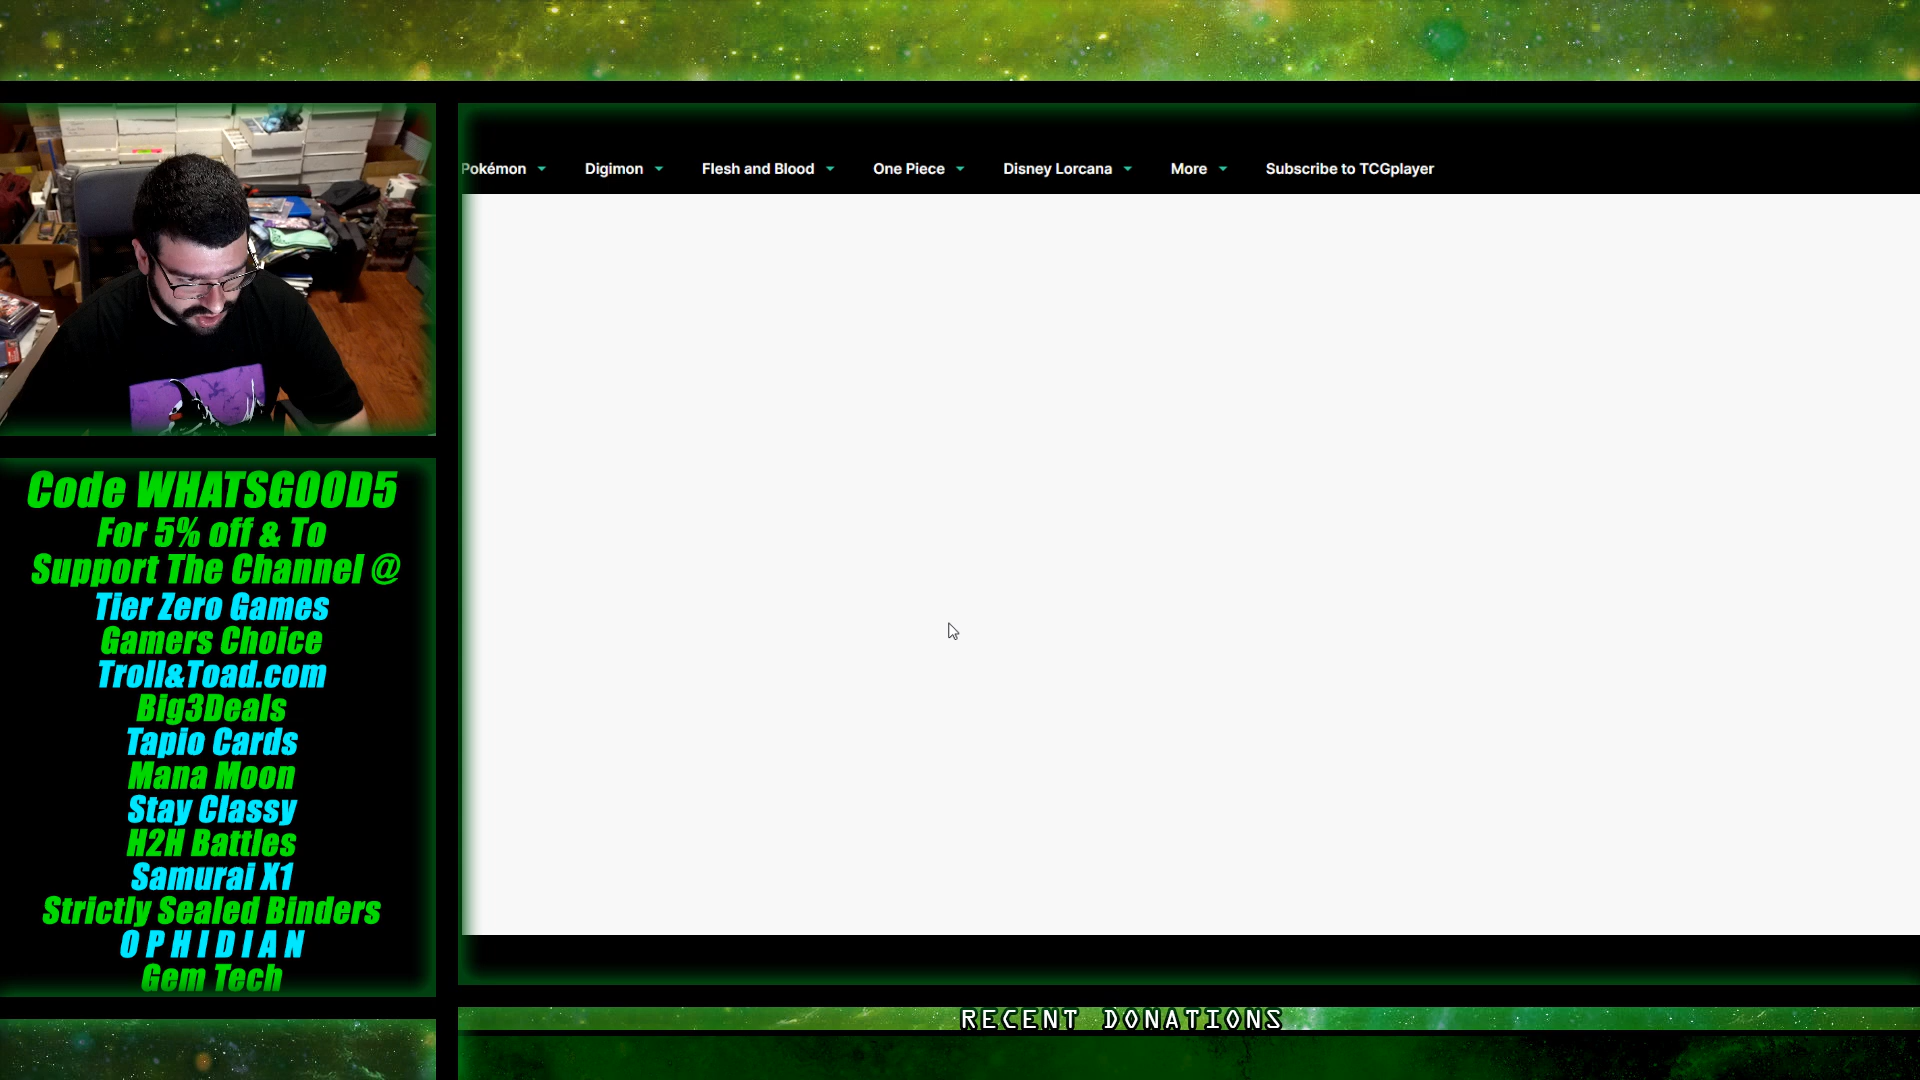 Pokémon Digimon Flesh and Blood One Piece Disney Lorcana More Subscribe to TCGplayer
Code WHATSGOOD5
For 5% off & To
Support The Channel @
Tier Zero Games
Gamers Choice
Troll&Toad.com
Big3Deals
Tapio Cards
Mana Moon
Stay Classy
H2H Battles
Samurai X1
Strictly Sealed Binders
OPHIDIAN
Gem Tech
RECENT DONATIONS